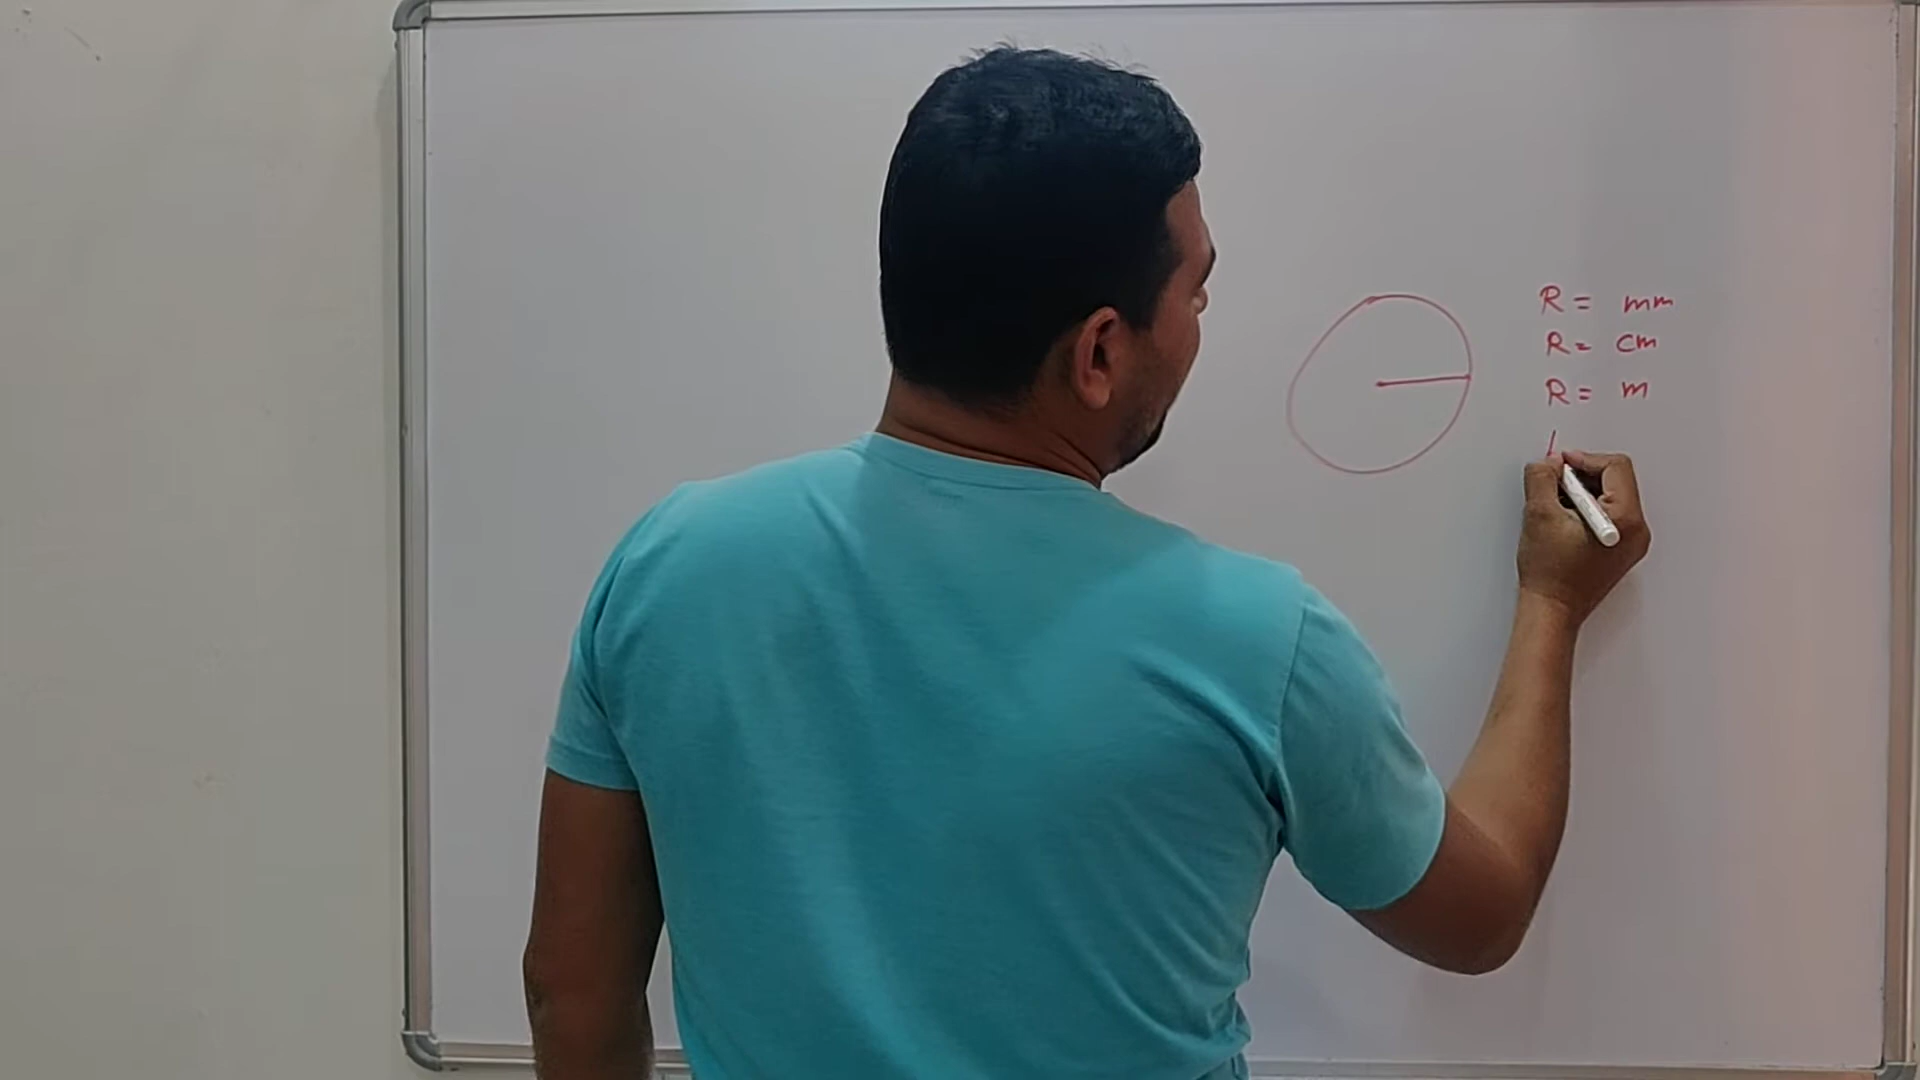 R = mm
R = cm
R = m